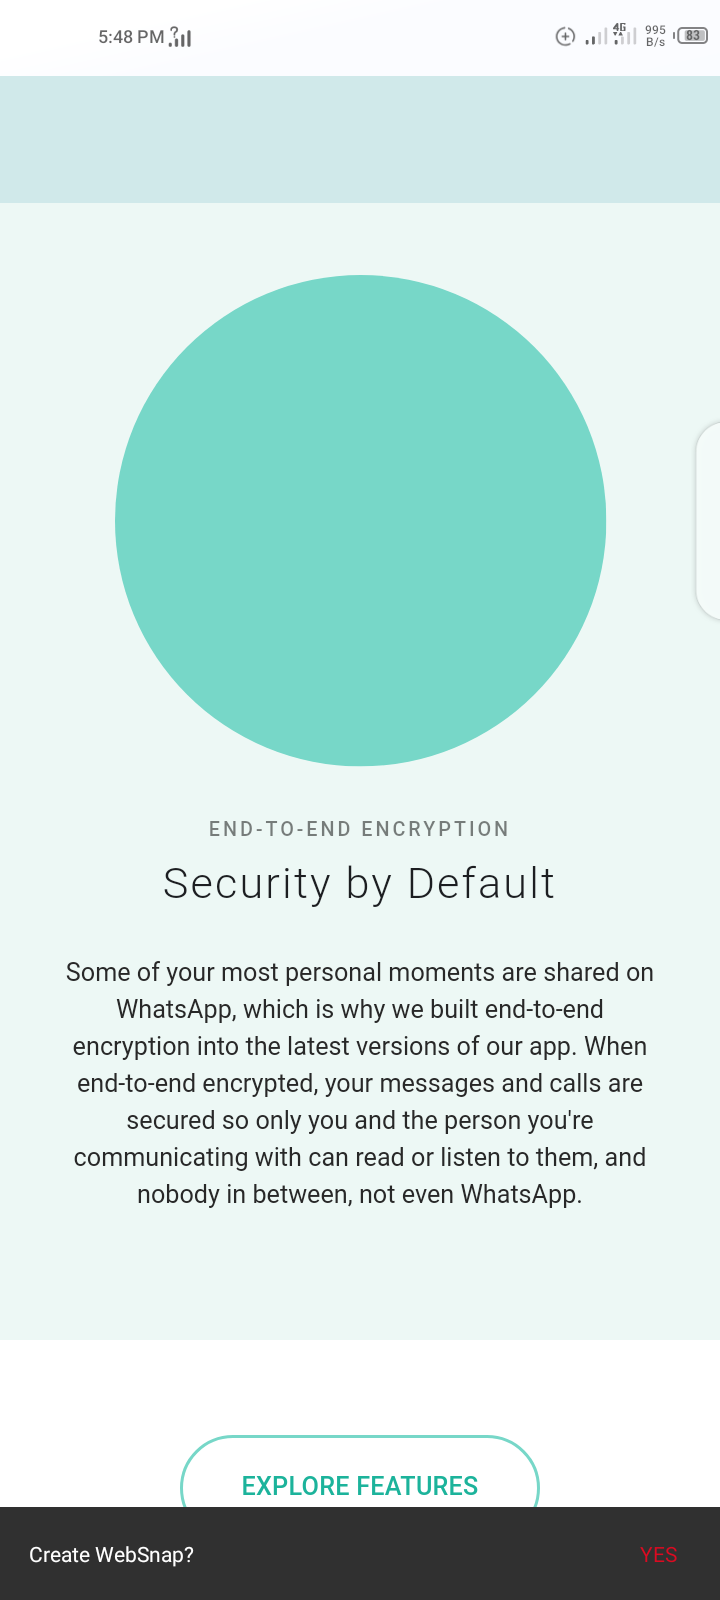 5:48 PM
4G
995
B/s
83
END-TO-END ENCRYPTION
Security by Default
Some of your most personal moments are shared on
WhatsApp, which is why we built end-to-end
encryption into the latest versions of our app. When
end-to-end encrypted, your messages and calls are
secured so only you and the person you're
communicating with can read or listen to them, and
nobody in between, not even WhatsApp.
EXPLORE FEATURES
Create WebSnap?
YES